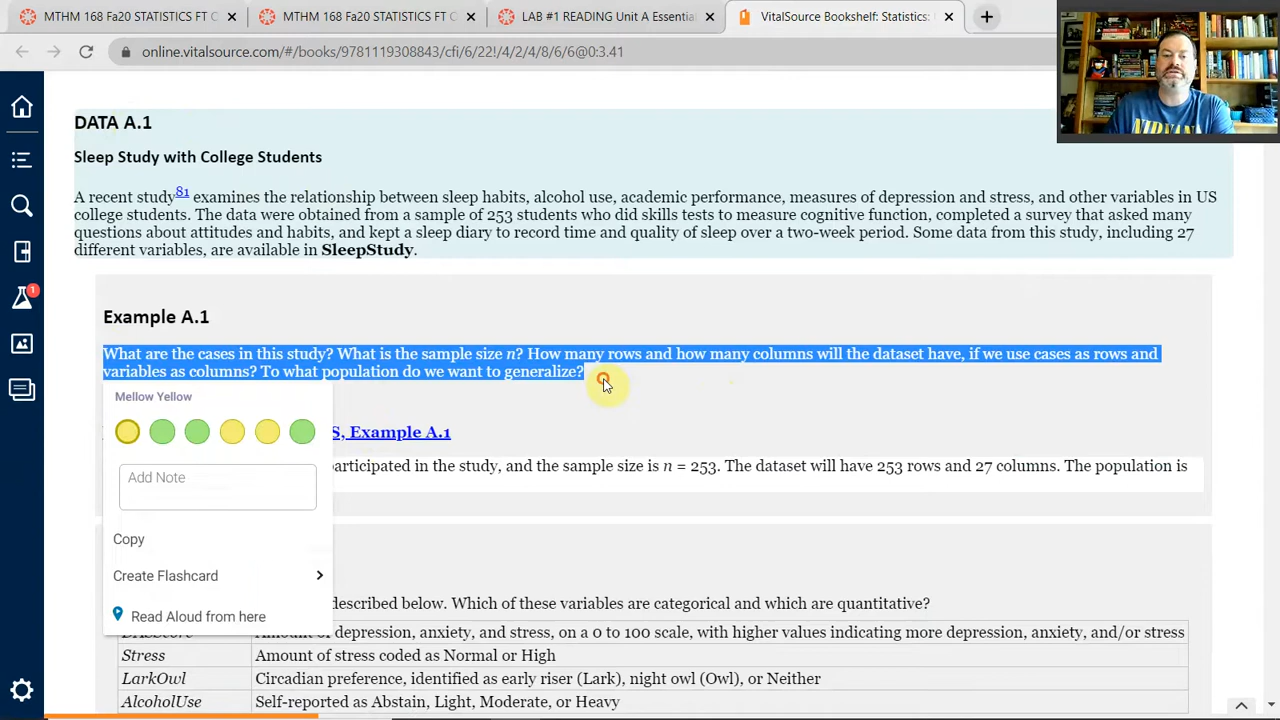 MTHM 168 Fa20 STATISTICS FT C
MTHM 168 Fa20 STATISTICS FT C
LAB #1 READING Unit A Essentia
VitalSource Bookshelf: Statistics:
online.vitalsource.com/#/books/9781119308843/cfi/6/22!/4/2/4/8/6/6@0:3.41
NIRVANA
DATA A.1
Sleep Study with College Students
A recent study81 examines the relationship between sleep habits, alcohol use, academic performance, measures of depression and stress, and other variables in US
college students. The data were obtained from a sample of 253 students who did skills tests to measure cognitive function, completed a survey that asked many
questions about attitudes and habits, and kept a sleep diary to record time and quality of sleep over a two-week period. Some data from this study, including 27
different variables, are available in SleepStudy.
1
Example A.1
What are the cases in this study? What is the sample size n? How many rows and how many columns will the dataset have, if we use cases as rows and
variables as columns? To what population do we want to generalize?
Mellow Yellow
S, Example A.1
articipated in the study, and the sample size is n = 253. The dataset will have 253 rows and 27 columns. The population is
Add Note
Copy
Create Flashcard
Read Aloud from here
described below. Which of these variables are categorical and which are quantitative?
Amount of depression, anxiety, and stress, on a 0 to 100 scale, with higher values indicating more depression, anxiety, and/or stress
Stress Amount of stress coded as Normal or High
LarkOwl Circadian preference, identified as early riser (Lark), night owl (Owl), or Neither
AlcoholUse Self-reported as Abstain, Light, Moderate, or Heavy